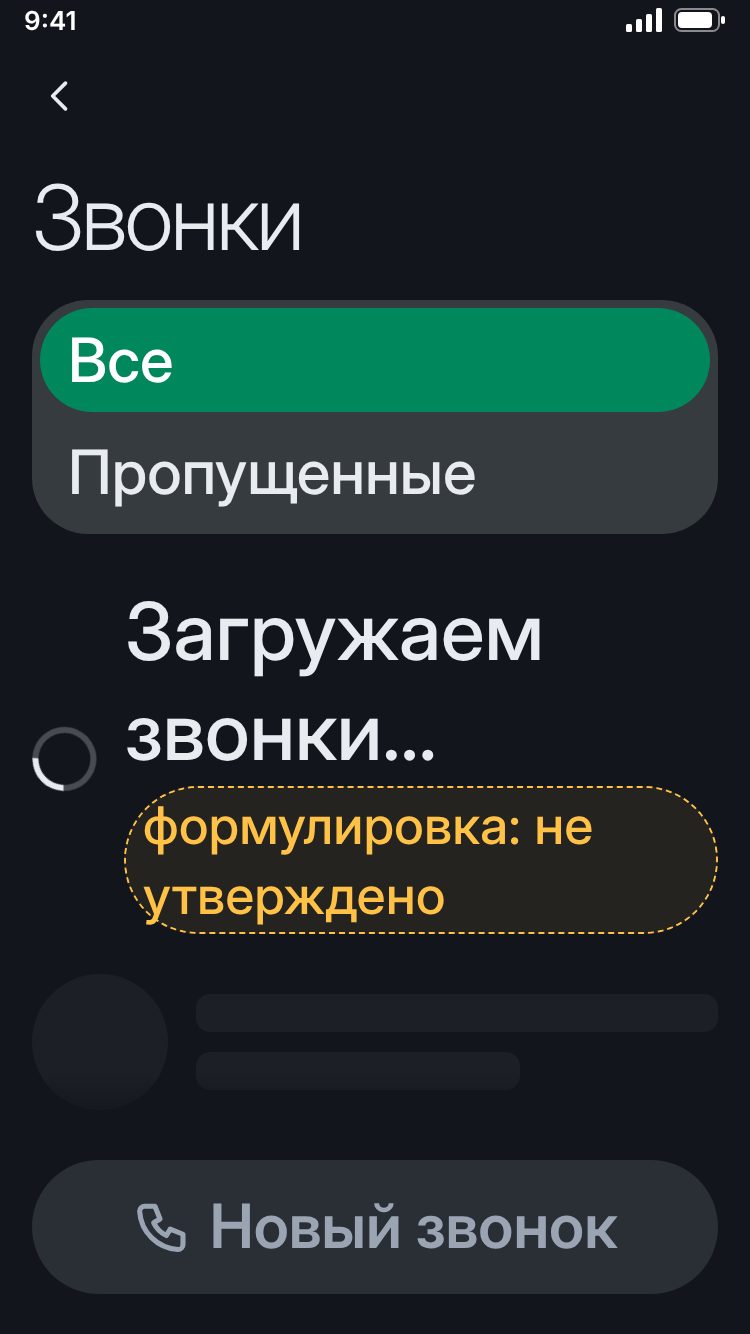 9:41
Звонки
Все
Пропущенные
Загружаем
звонки...
формулировка: не
утверждено
Новый звонок